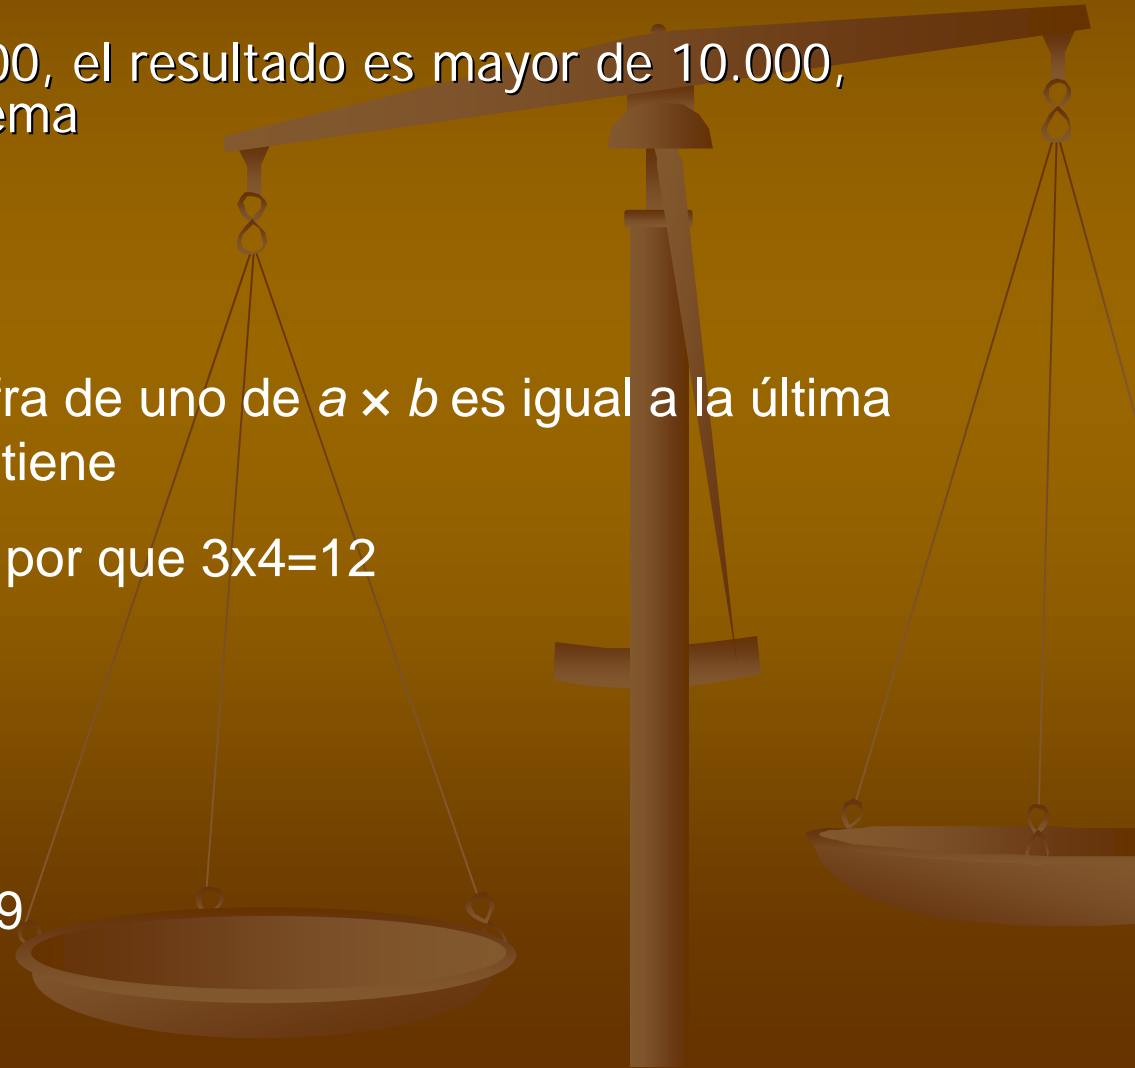 00, el resultado es mayor de 10.000,
ema
fra de uno de a × b es igual a la última
tiene
por que 3x4=12
9